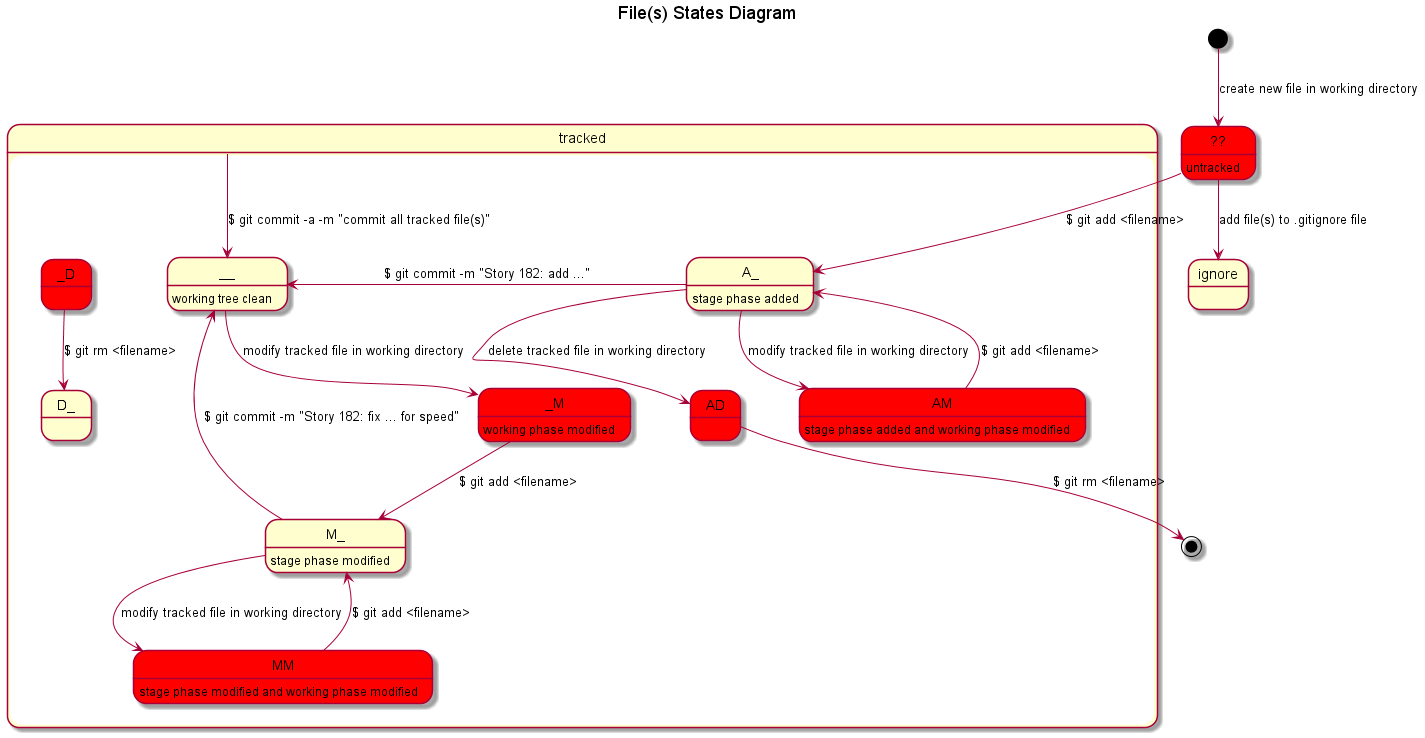 File(s) States Diagram
create new file in working directory
tracked
??
untracked
$ git commit -a -m "commit all tracked file(s)"
$ git add <filename>
add file(s) to .gitignore file
_D
__
working tree clean
$ git commit -m "Story 182: add ..."
A_
stage phase added
ignore
$ git rm <filename>
modify tracked file in working directory
delete tracked file in working directory
modify tracked file in working directory
$ git add <filename>
D_
$ git commit -m "Story 182: fix ... for speed"
_M
working phase modified
AD
AM
stage phase added and working phase modified
$ git add <filename>
$ git rm <filename>
M_
stage phase modified
modify tracked file in working directory
$ git add <filename>
MM
stage phase modified and working phase modified